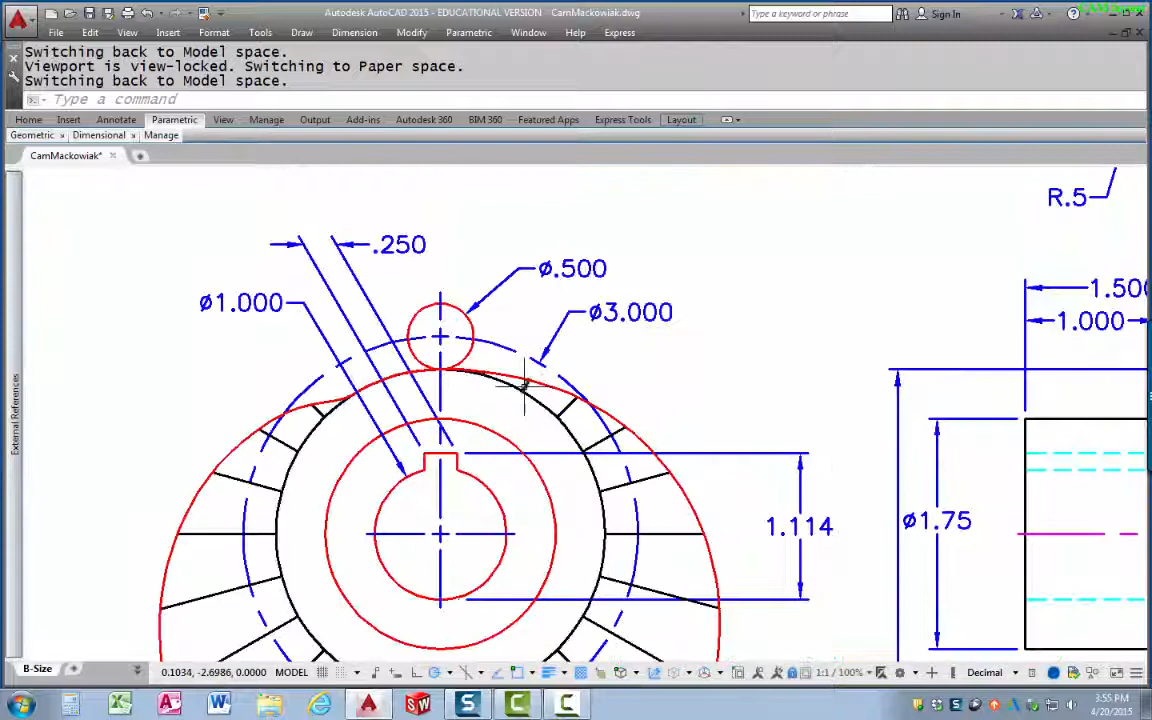 Autodesk AutoCAD 2015 - EDUCATIONAL VERSION CamMackowiak.dwg
Type a keyword or phrase
Sign In
File Edit View Insert Format Tools Draw Dimension Modify Parametric Window Help Express
Switching back to Model space.
Viewport is view-locked. Switching to Paper space.
Switching back to Model space.
Type a command
Home Insert Annotate Parametric View Manage Output Add-ins Autodesk 360 BIM 360 Featured Apps Express Tools Layout
Geometric » Dimensional » Manage
CamMackowiak*
R.5
.250
ø.500
ø1.000
ø3.000
1.500
1.000
1.114
ø1.75
External References
B-Size
0.1034, -2.6986, 0.0000 MODEL 1:1 / 100% Decimal
3:55 PM
4/20/2015